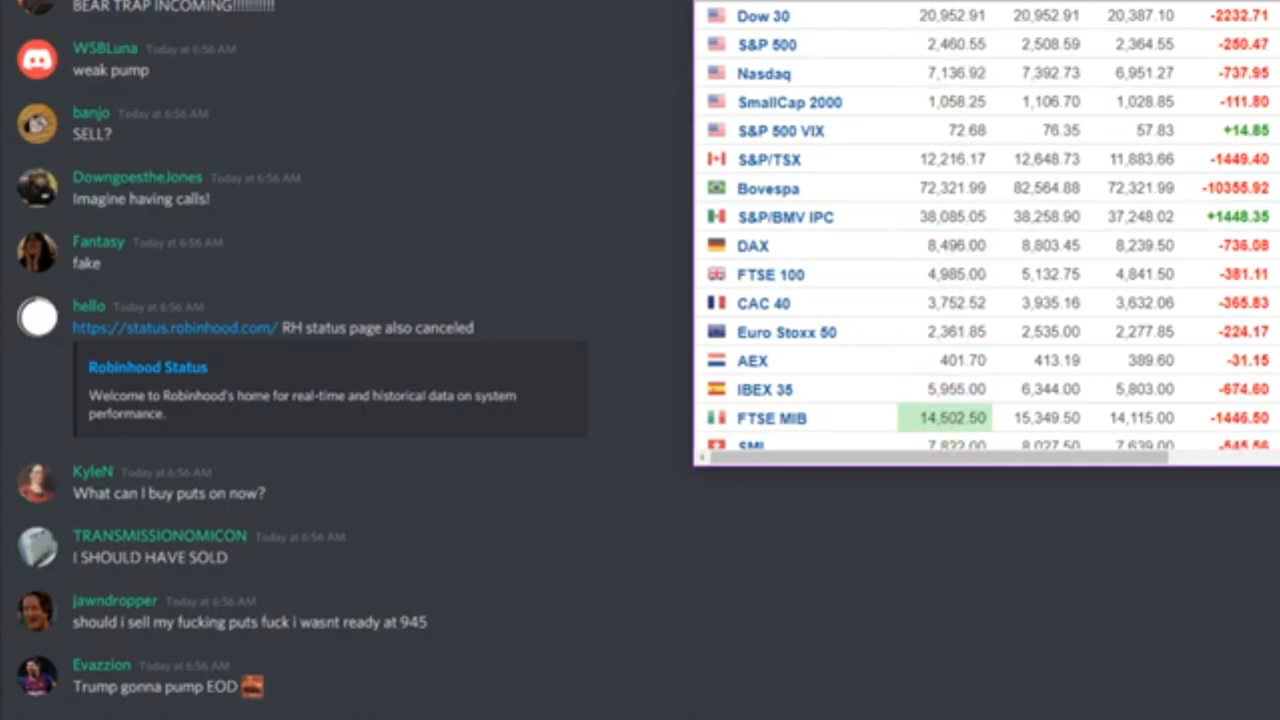 BEAR TRAP INCOMING!!!!!!!!!!
WSBLuna Today at 6:56 AM
weak pump
banjo Today at 6:56 AM
SELL?
DowngoestheJones Today at 6:56 AM
Imagine having calls!
Fantasy Today at 6:56 AM
fake
hello Today at 6:56 AM
https://status.robinhood.com/ RH status page also canceled
Robinhood Status
Welcome to Robinhood's home for real-time and historical data on system
performance.
KyleN Today at 6:56 AM
What can I buy puts on now?
TRANSMISSIONOMICON Today at 6:56 AM
I SHOULD HAVE SOLD
jawndropper Today at 6:56 AM
should i sell my fucking puts fuck i wasnt ready at 945
Evazzion Today at 6:56 AM
Trump gonna pump EOD
Dow 30 20,952.91 20,952.91 20,387.10 -2232.71
S&P 500 2,460.55 2,508.59 2,364.55 -250.47
Nasdaq 7,136.92 7,392.73 6,951.27 -737.95
SmallCap 2000 1,058.25 1,106.70 1,028.85 -111.80
S&P 500 VIX 72.68 76.35 57.83 +14.85
S&P/TSX 12,216.17 12,648.73 11,883.66 -1449.40
Bovespa 72,321.99 82,564.88 72,321.99 -10355.92
S&P/BMV IPC 38,085.05 38,258.90 37,248.02 +1448.35
DAX 8,496.00 8,803.45 8,239.50 -736.08
FTSE 100 4,985.00 5,132.75 4,841.50 -381.11
CAC 40 3,752.52 3,935.16 3,632.06 -365.83
Euro Stoxx 50 2,361.85 2,535.00 2,277.85 -224.17
AEX 401.70 413.19 389.60 -31.15
IBEX 35 5,955.00 6,344.00 5,803.00 -674.60
FTSE MIB 14,502.50 15,349.50 14,115.00 -1446.50
SMI 7,822.00 8,027.50 7,639.00 -545.56